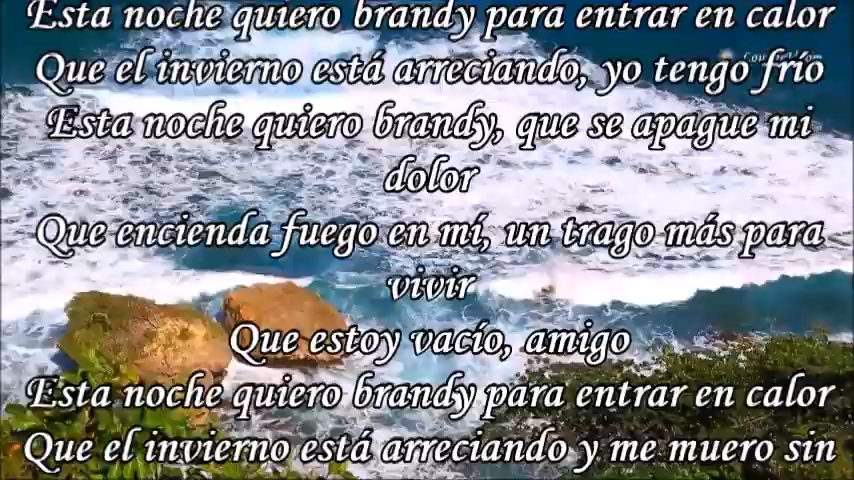 Esta noche quiero brandy para entrar en calor
Que el invierno está arreciando, yo tengo frío
Esta noche quiero brandy, que se apague mi
dolor
Que encienda fuego en mí, un trago más para
vivir
Que estoy vacío, amigo
Esta noche quiero brandy para entrar en calor
Que el invierno está arreciando y me muero sin